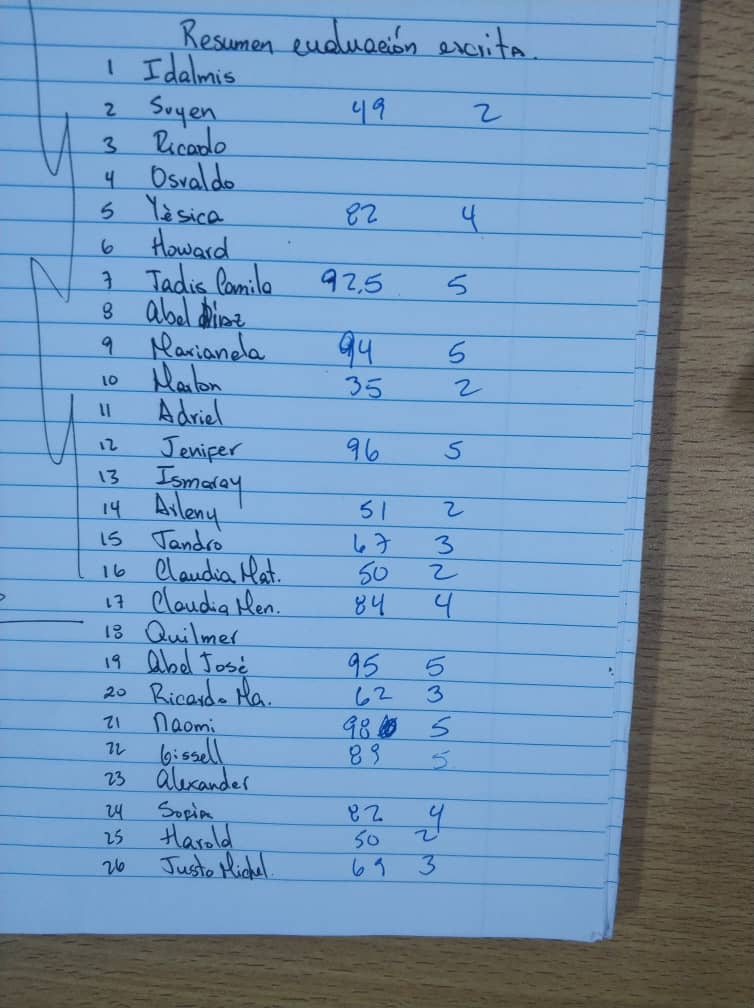 Resumen evaluación escrita.
1 Idalmis
2 Suyen 49 2
3 Ricado
4 Osvaldo
5 Yèsica 82 4
6 Howard
7 Jadis Camila 92,5 5
8 Abel Diaz
9 Marianela 94 5
10 Marlon 35 2
11 Adriel
12 Jenifer 96 5
13 Ismaray
14 Arleny 51 2
15 Jandro 67 3
16 Claudia Mat. 50 2
17 Claudia Men. 84 4
18 Quilmer
19 Abel José 95 5
20 Ricardo Ma. 62 3
21 Naomi 98 5
22 Gissell 89 5
23 Alexander
24 Sofia 82 4
25 Harold 50 2
26 Justo Michel. 69 3